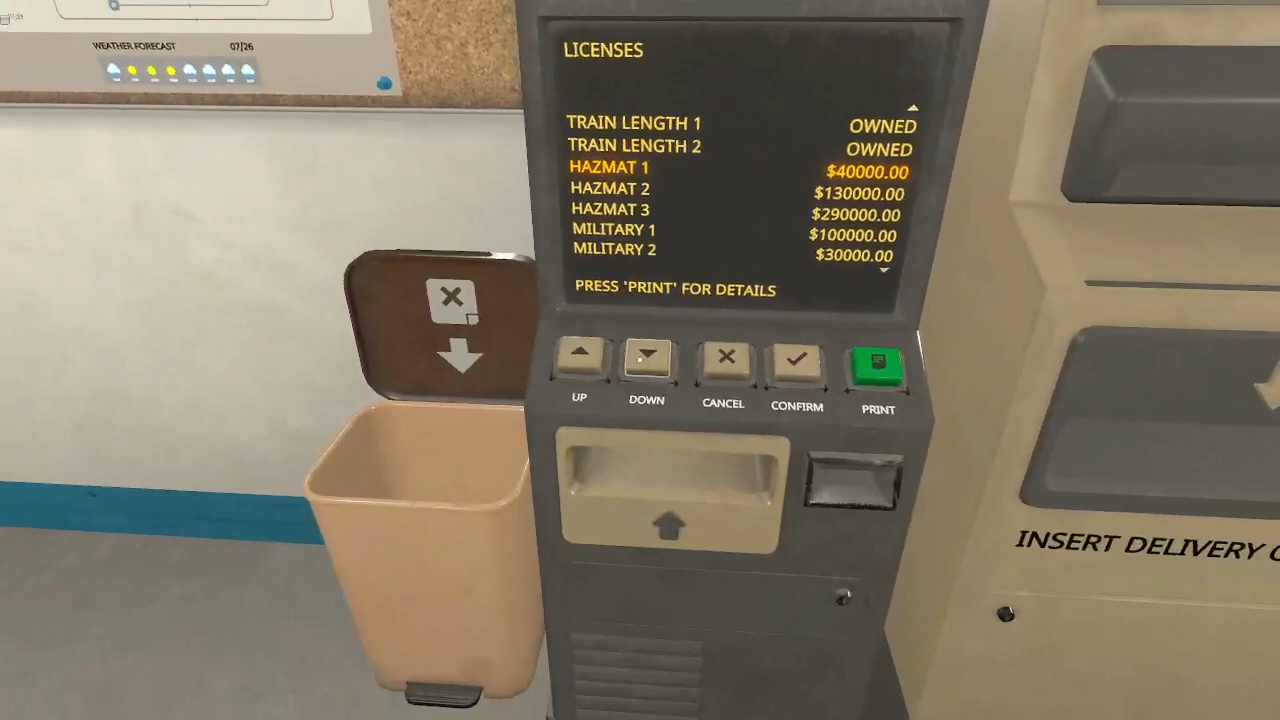 WEATHER FORECAST 07/26
LICENSES
TRAIN LENGTH 1 OWNED
TRAIN LENGTH 2 OWNED
HAZMAT 1 $40000.00
HAZMAT 2 $130000.00
HAZMAT 3 $290000.00
MILITARY 1 $100000.00
MILITARY 2 $30000.00
PRESS 'PRINT' FOR DETAILS
UP DOWN CANCEL CONFIRM PRINT
INSERT DELIVERY